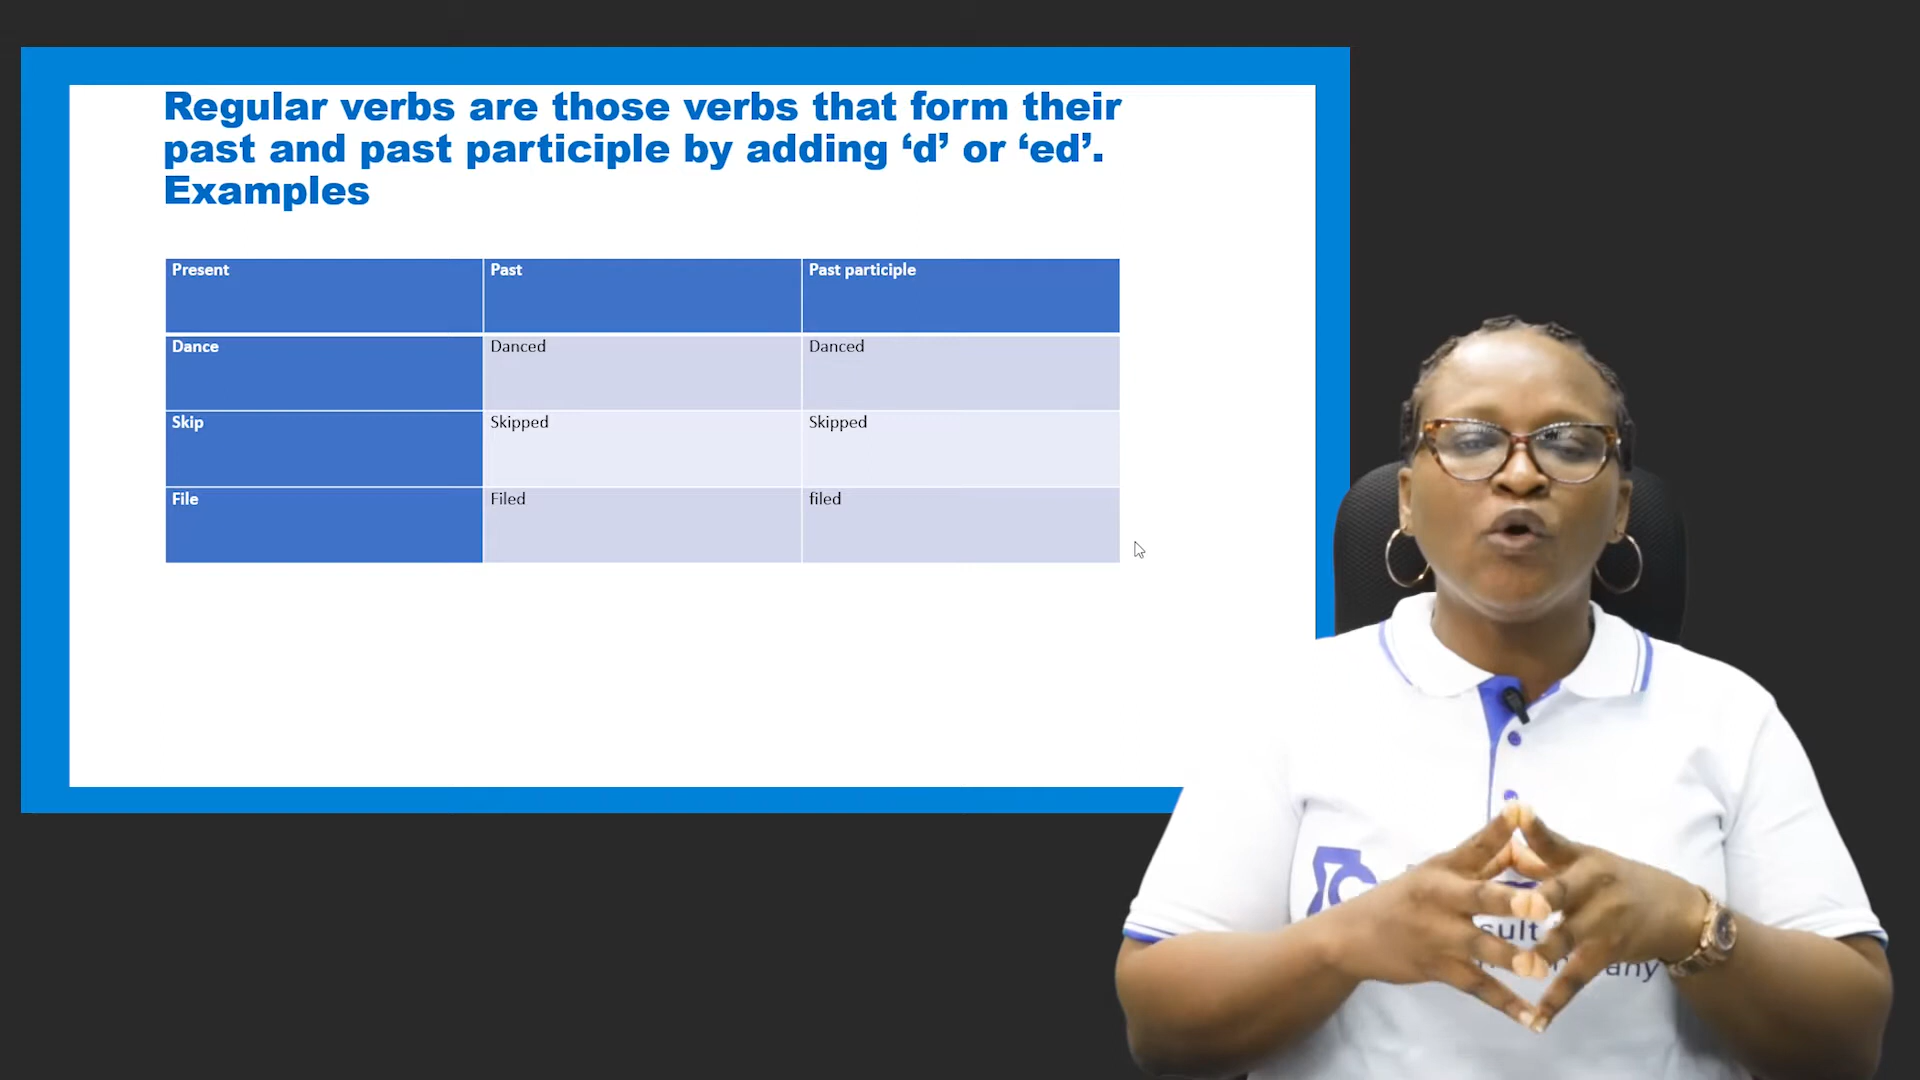 Regular verbs are those verbs that form their
past and past participle by adding ‘d’ or ‘ed’.
Examples
Present Past Past participle
Dance Danced Danced
Skip Skipped Skipped
File Filed filed